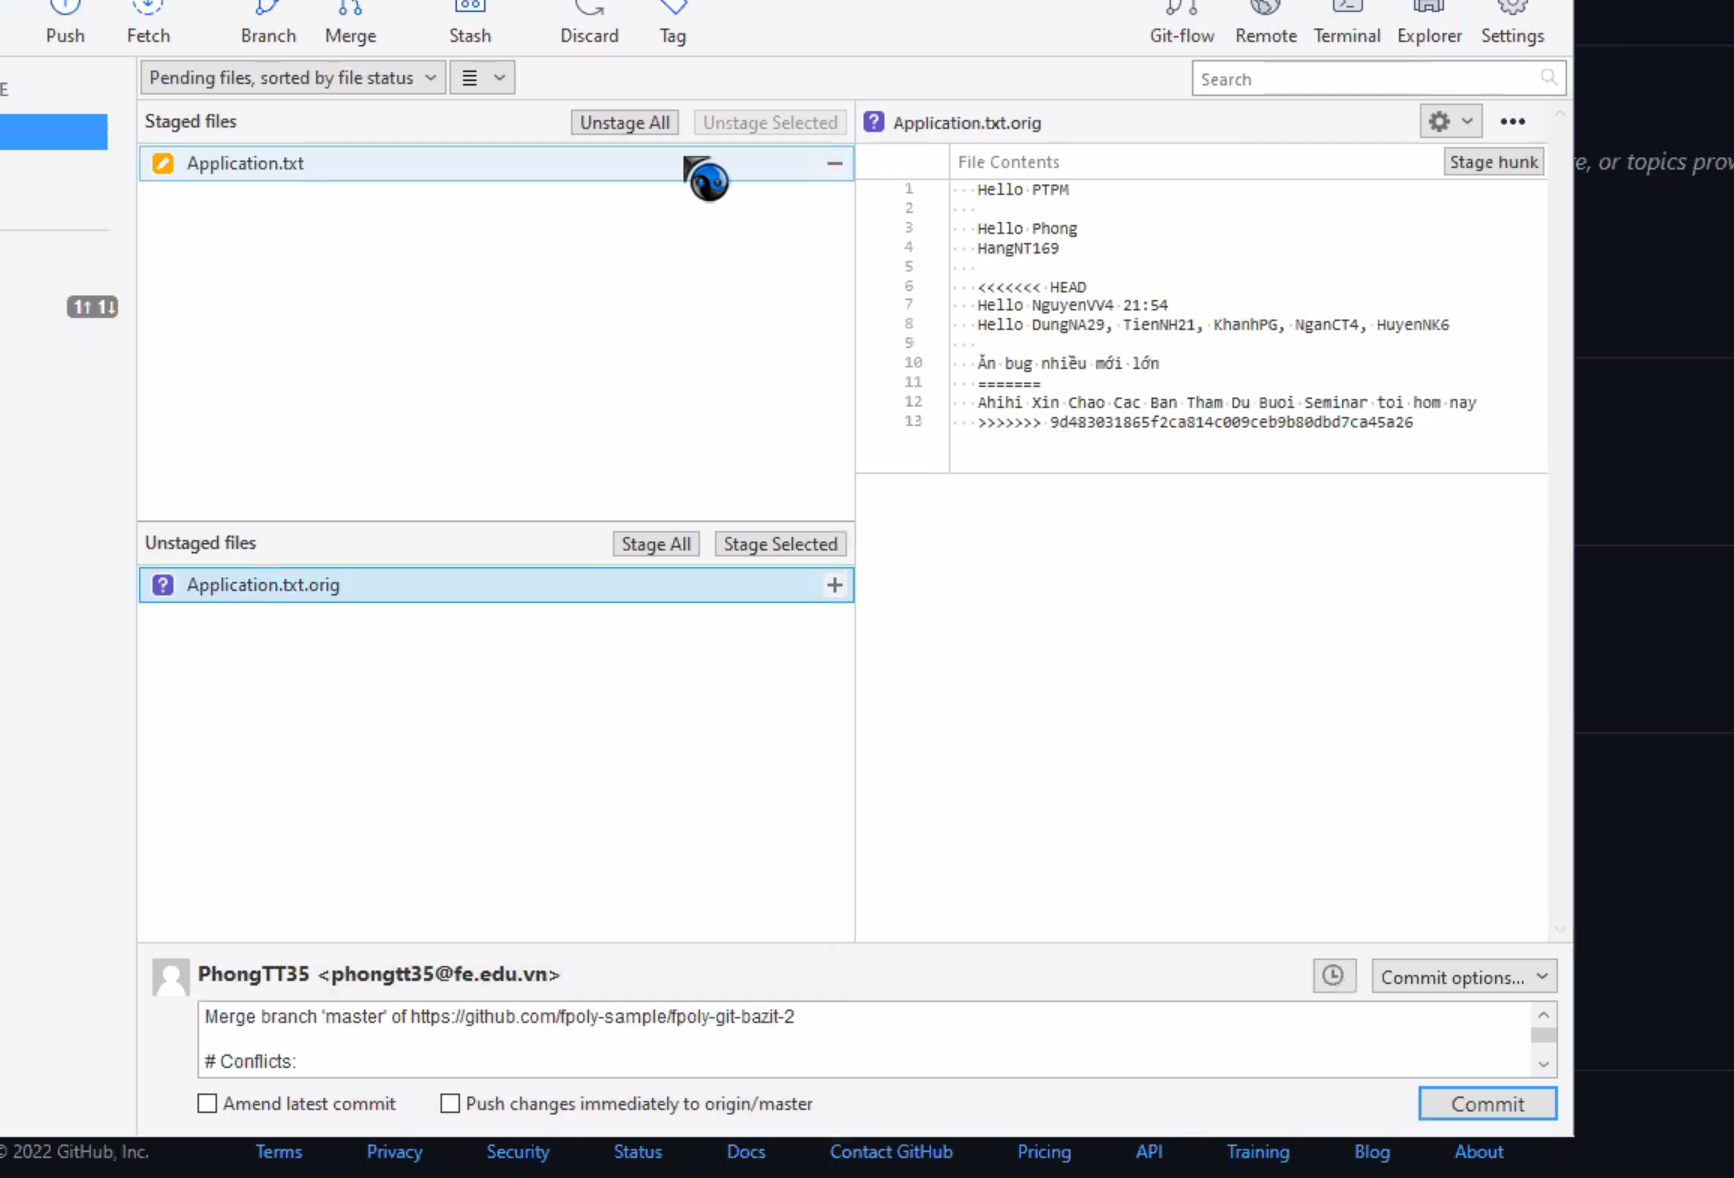 Push Fetch Branch Merge Stash Discard Tag Git-flow Remote Terminal Explorer Settings
E
Pending files, sorted by file status
Search
Staged files Unstage All Unstage Selected
Application.txt
1↑ 1↓
Application.txt.orig
File Contents Stage hunk
1 Hello PTPM
2
3 Hello Phong
4 HangNT169
5
6 <<<<<<< HEAD
7 Hello NguyenVV4 21:54
8 Hello DungNA29, TienNH21, KhanhPG, NganCT4, HuyenNK6
9
10 Ăn bug nhiều mới lớn
11 =======
12 Ahihi Xin Chao Cac Ban Tham Du Buoi Seminar toi hom nay
13 >>>>>>> 9d483031865f2ca814c009ceb9b80dbd7ca45a26
e, or topics prov
Unstaged files Stage All Stage Selected
Application.txt.orig
PhongTT35 <phongtt35@fe.edu.vn>
Commit options...
Merge branch 'master' of https://github.com/fpoly-sample/fpoly-git-bazit-2
# Conflicts:
Amend latest commit Push changes immediately to origin/master
Commit
© 2022 GitHub, Inc. Terms Privacy Security Status Docs Contact GitHub Pricing API Training Blog About